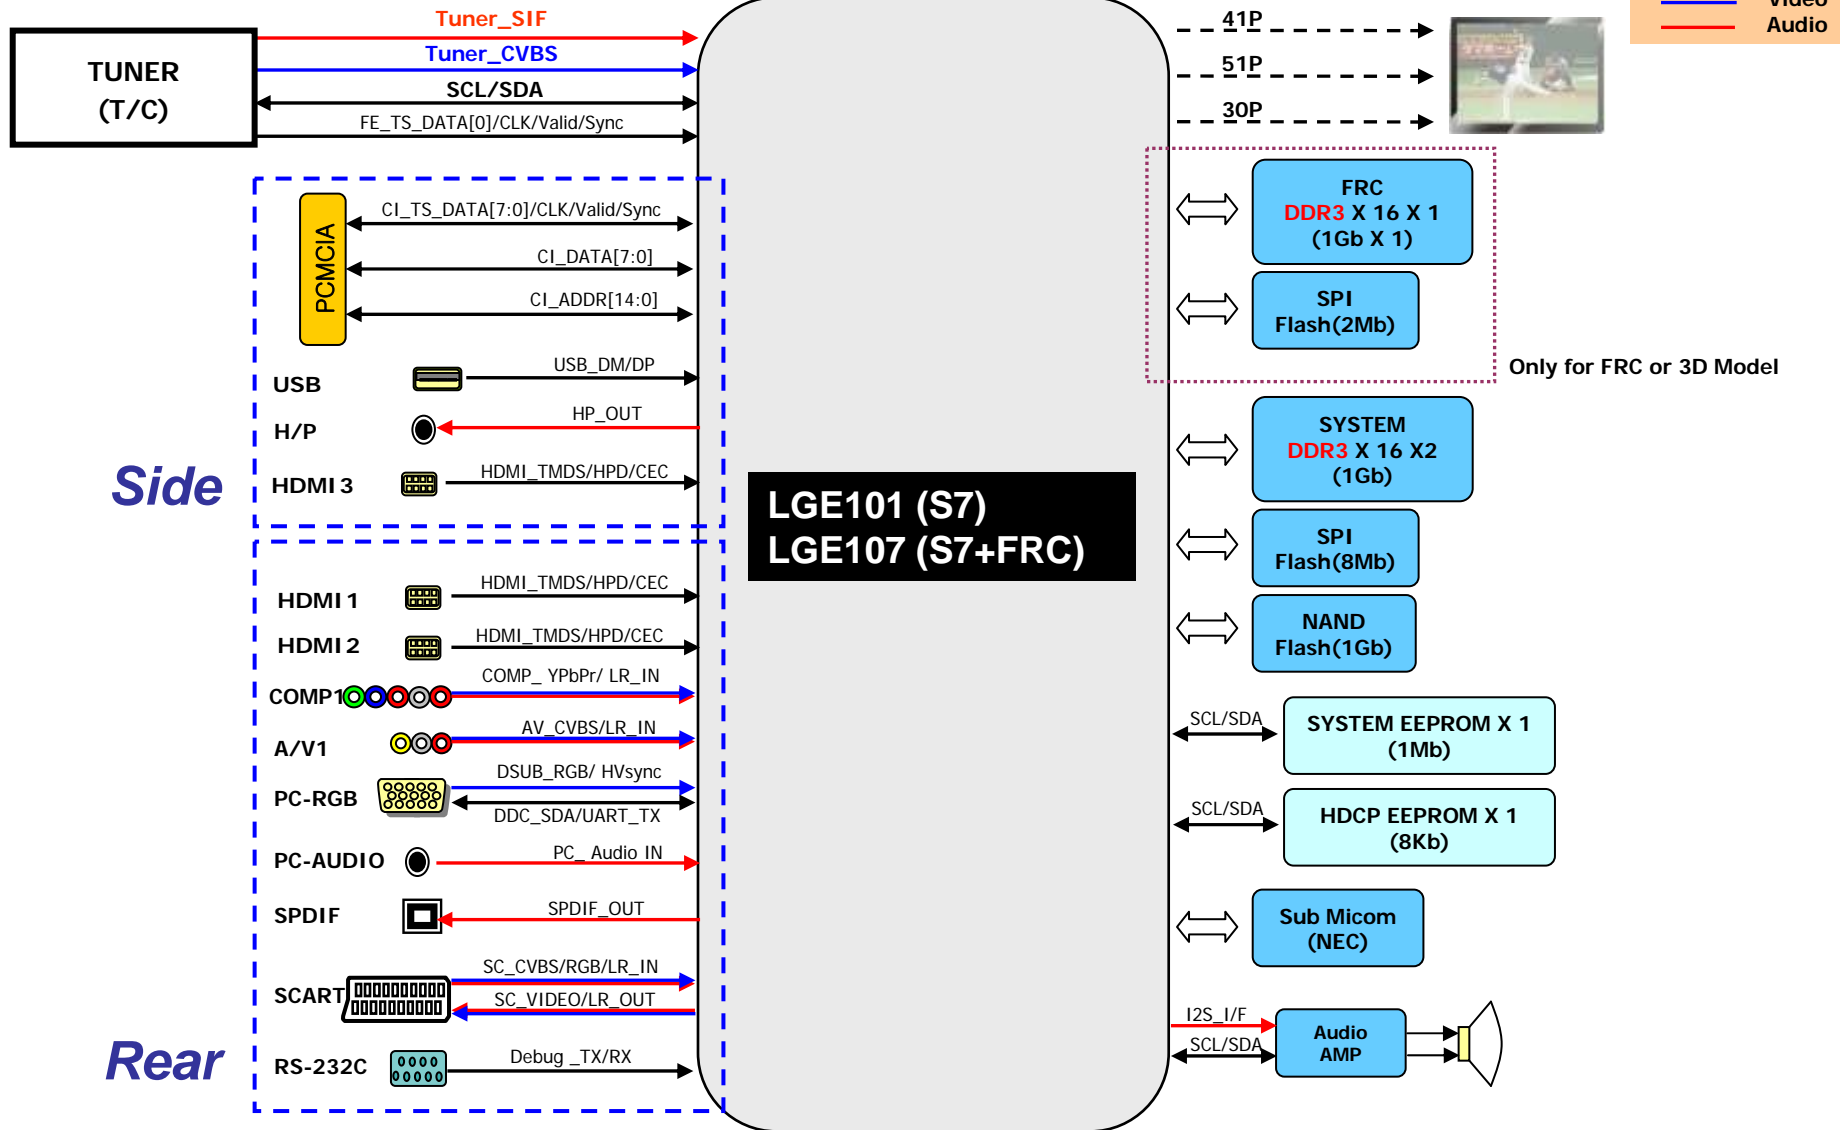 Tuner_SIF
Tuner_CVBS
SCL/SDA
FE_TS_DATA[0]/CLK/Valid/Sync
TUNER
(T/C)
41P
51P
30P
Video
Audio
PCMCIA
CI_TS_DATA[7:0]/CLK/Valid/Sync
CI_DATA[7:0]
CI_ADDR[14:0]
USB
USB_DM/DP
H/P
HP_OUT
HDMI3
HDMI_TMDS/HPD/CEC
Side
LGE101 (S7)
LGE107 (S7+FRC)
HDMI1
HDMI_TMDS/HPD/CEC
HDMI2
HDMI_TMDS/HPD/CEC
COMP1
COMP_ YPbPr/ LR_IN
A/V1
AV_CVBS/LR_IN
PC-RGB
DSUB_RGB/ HVsync
DDC_SDA/UART_TX
PC-AUDIO
PC_ Audio IN
SPDIF
SPDIF_OUT
SCART
SC_CVBS/RGB/LR_IN
SC_VIDEO/LR_OUT
RS-232C
Debug _TX/RX
Rear
FRC
DDR3 X 16 X 1
(1Gb X 1)
SPI
Flash(2Mb)
Only for FRC or 3D Model
SYSTEM
DDR3 X 16 X2
(1Gb)
SPI
Flash(8Mb)
NAND
Flash(1Gb)
SCL/SDA
SYSTEM EEPROM X 1
(1Mb)
SCL/SDA
HDCP EEPROM X 1
(8Kb)
Sub Micom
(NEC)
I2S_I/F
SCL/SDA
Audio
AMP